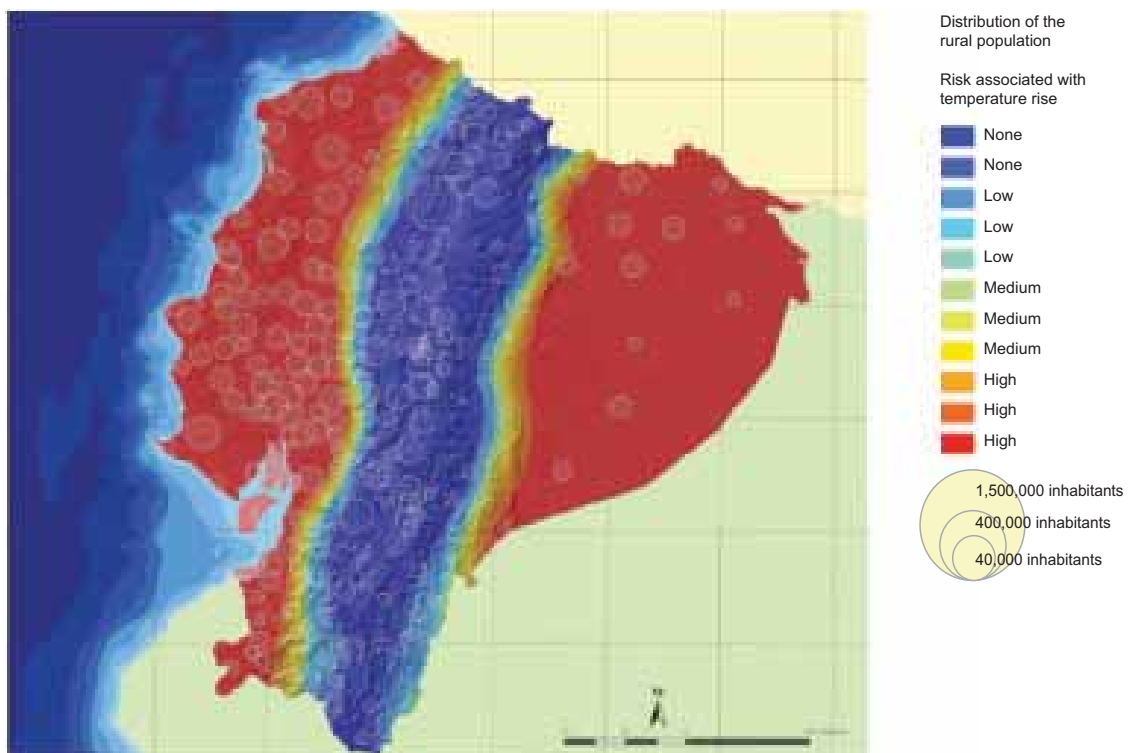 Distribution of the
rural population
Risk associated with
temperature rise
None
None
Low
Low
Low
Medium
Medium
Medium
High
High
High
1,500,000 inhabitants
400,000 inhabitants
40,000 inhabitants